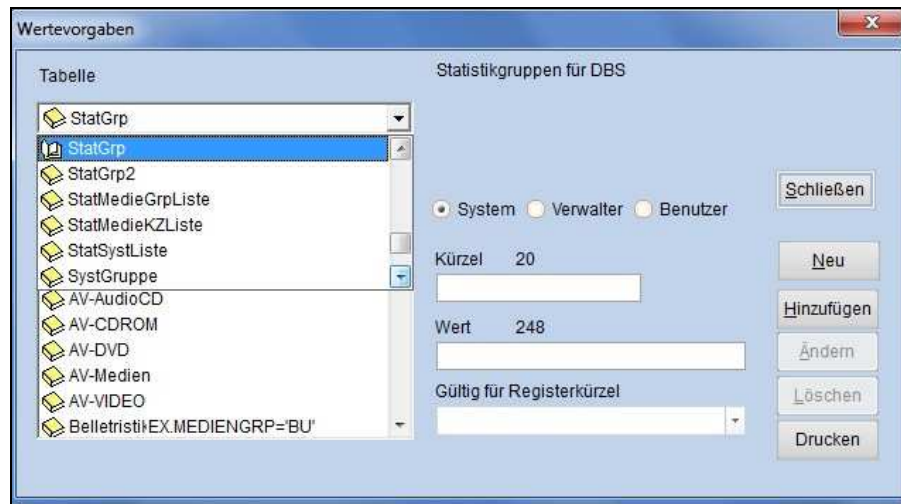 Wertevorgaben
Tabelle
StatGrp
StatGrp
StatGrp2
StatMedieGrpListe
StatMedieKZListe
StatSystListe
SystGruppe
AV-AudioCD
AV-CDROM
AV-DVD
AV-Medien
AV-VIDEO
BelletristikEX.MEDIENGRP='BU'
Statistikgruppen für DBS
System Verwalter Benutzer
Kürzel 20
Wert 248
Gültig für Registerkürzel
Schließen
Neu
Hinzufügen
Ändern
Löschen
Drucken